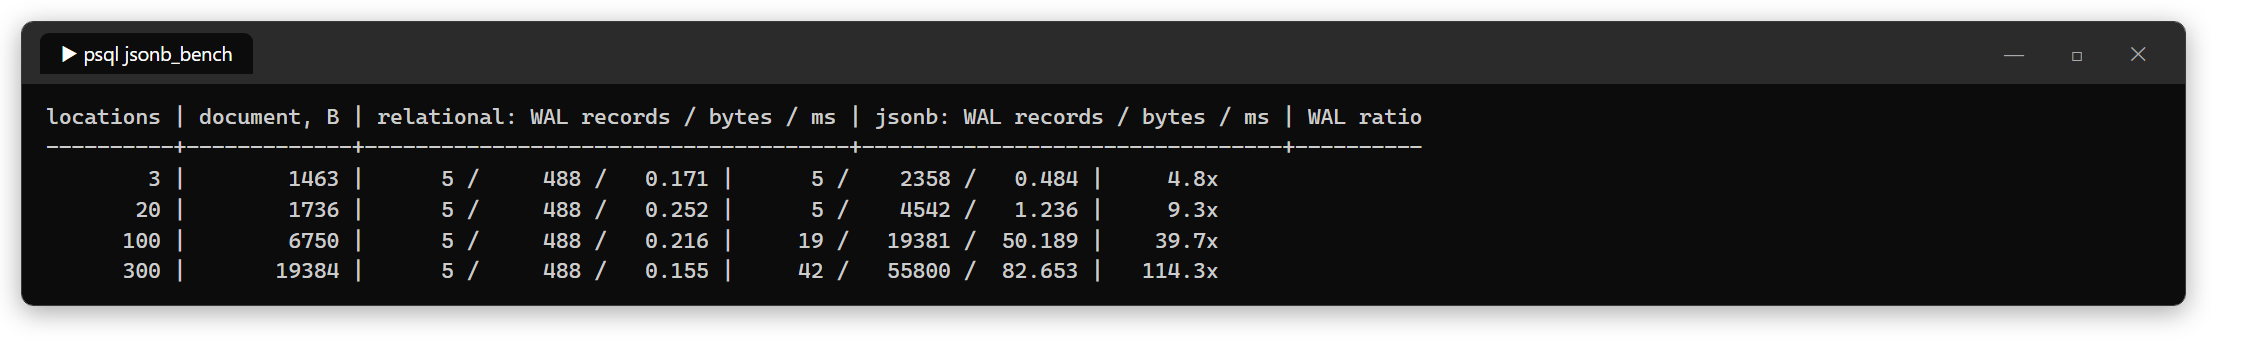 ▶ psql jsonb_bench
locations | document, B | relational: WAL records / bytes / ms | jsonb: WAL records / bytes / ms | WAL ratio
----------+-------------+--------------------------------------+---------------------------------+----------
        3 |        1463 |      5 /     488 /   0.171 |      5 /    2358 /   0.484 |     4.8x
       20 |        1736 |      5 /     488 /   0.252 |      5 /    4542 /   1.236 |     9.3x
      100 |        6750 |      5 /     488 /   0.216 |     19 /   19381 /  50.189 |    39.7x
      300 |       19384 |      5 /     488 /   0.155 |     42 /   55800 /  82.653 |   114.3x